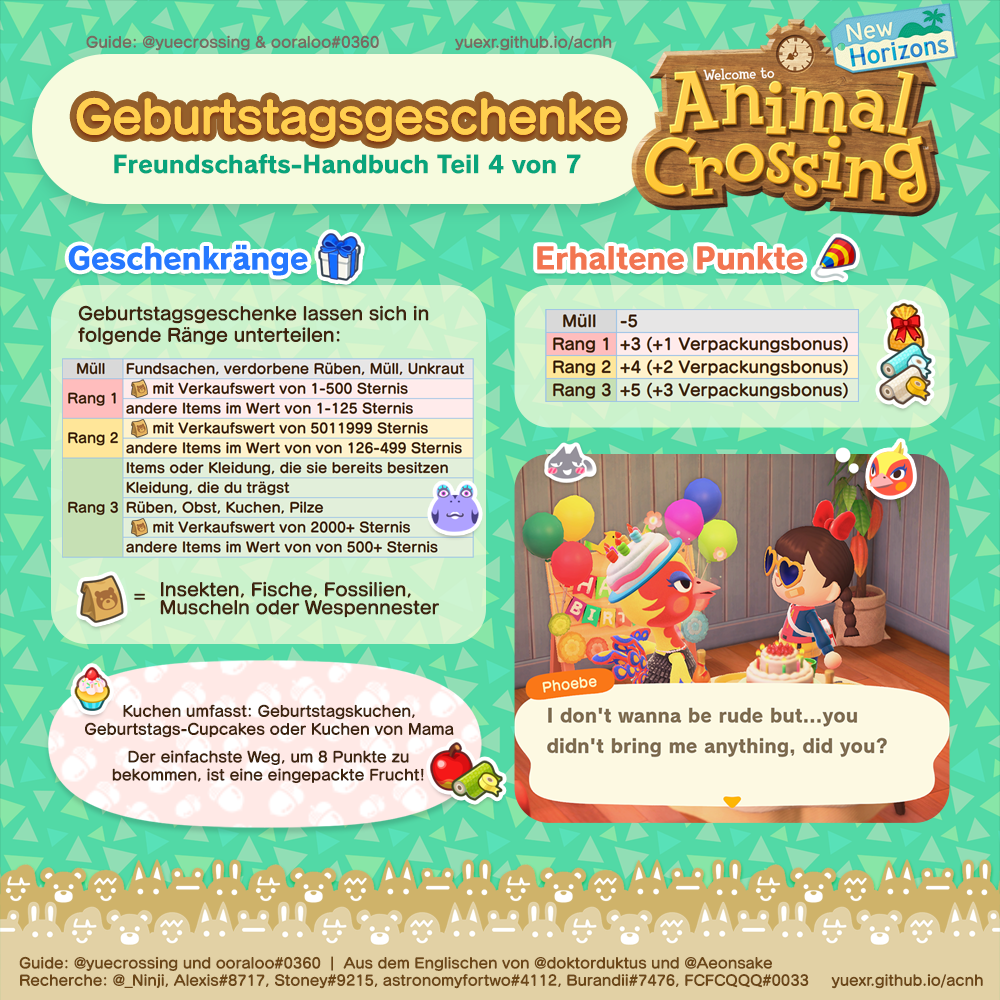 Guide: @yuecrossing & ooraloo#0360 yuexr.github.io/acnh
Geburtstagsgeschenke
Freundschafts-Handbuch Teil 4 von 7
Welcome to
Animal
Crossing
New
Horizons
Geschenkränge
Geburtstagsgeschenke lassen sich in
folgende Ränge unterteilen:
Müll Fundsachen, verdorbene Rüben, Müll, Unkraut
Rang 1 mit Verkaufswert von 1-500 Sternis
andere Items im Wert von 1-125 Sternis
Rang 2 mit Verkaufswert von 5011999 Sternis
andere Items im Wert von von 126-499 Sternis
Rang 3 Items oder Kleidung, die sie bereits besitzen
Kleidung, die du trägst
Rüben, Obst, Kuchen, Pilze
mit Verkaufswert von 2000+ Sternis
andere Items im Wert von von 500+ Sternis
= Insekten, Fische, Fossilien,
Muscheln oder Wespennester
Kuchen umfasst: Geburtstagskuchen,
Geburtstags-Cupcakes oder Kuchen von Mama
Der einfachste Weg, um 8 Punkte zu
bekommen, ist eine eingepackte Frucht!
Erhaltene Punkte
Müll -5
Rang 1 +3 (+1 Verpackungsbonus)
Rang 2 +4 (+2 Verpackungsbonus)
Rang 3 +5 (+3 Verpackungsbonus)
BIRT
Phoebe
I don't wanna be rude but...you
didn't bring me anything, did you?
Guide: @yuecrossing und ooraloo#0360 | Aus dem Englischen von @doktorduktus und @Aeonsake
Recherche: @_Ninji, Alexis#8717, Stoney#9215, astronomyfortwo#4112, Burandii#7476, FCFCQQQ#0033 yuexr.github.io/acnh